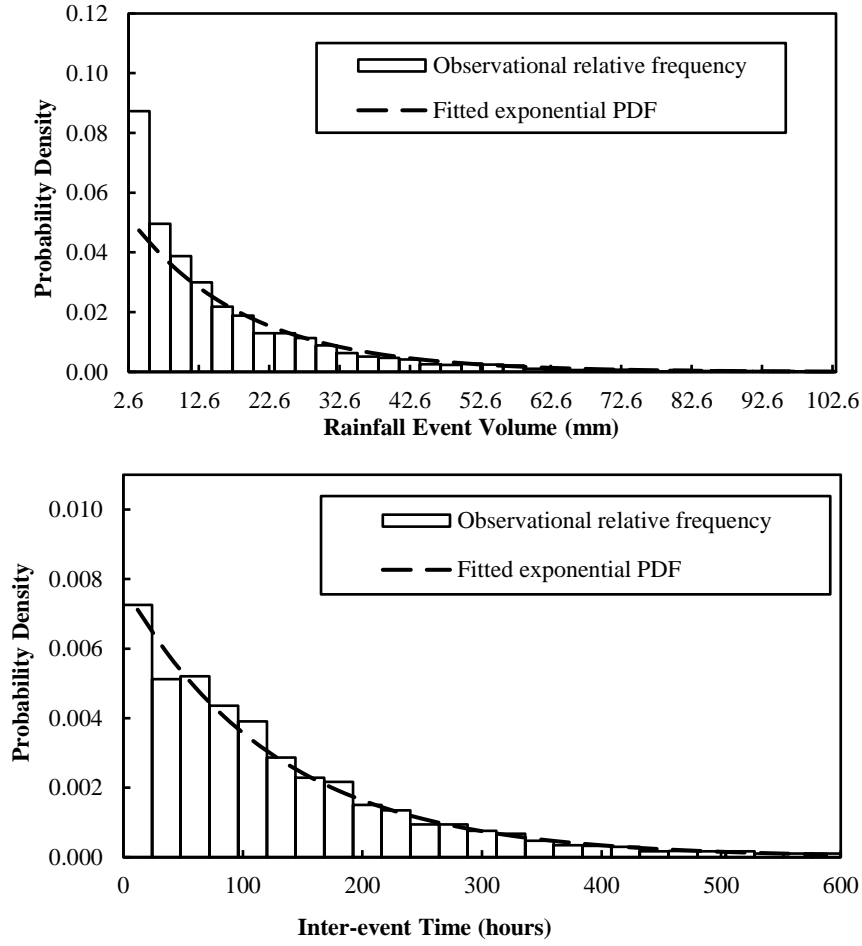 0.12
0.10
0.08
0.06
0.04
0.02
0.00
Probability Density
Observational relative frequency
Fitted exponential PDF
2.6 12.6 22.6 32.6 42.6 52.6 62.6 72.6 82.6 92.6 102.6
Rainfall Event Volume (mm)
0.010
0.008
0.006
0.004
0.002
0.000
Probability Density
Observational relative frequency
Fitted exponential PDF
0 100 200 300 400 500 600
Inter-event Time (hours)